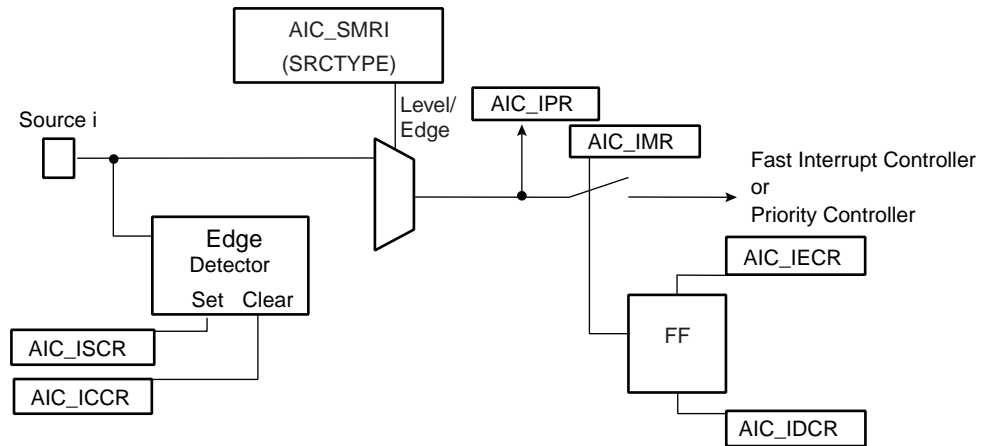 AIC_SMRI
(SRCTYPE)
Level/
Edge
AIC_IPR
Source i
AIC_IMR
Fast Interrupt Controller
or
Priority Controller
Edge
Detector
Set Clear
AIC_IECR
FF
AIC_ISCR
AIC_ICCR
AIC_IDCR